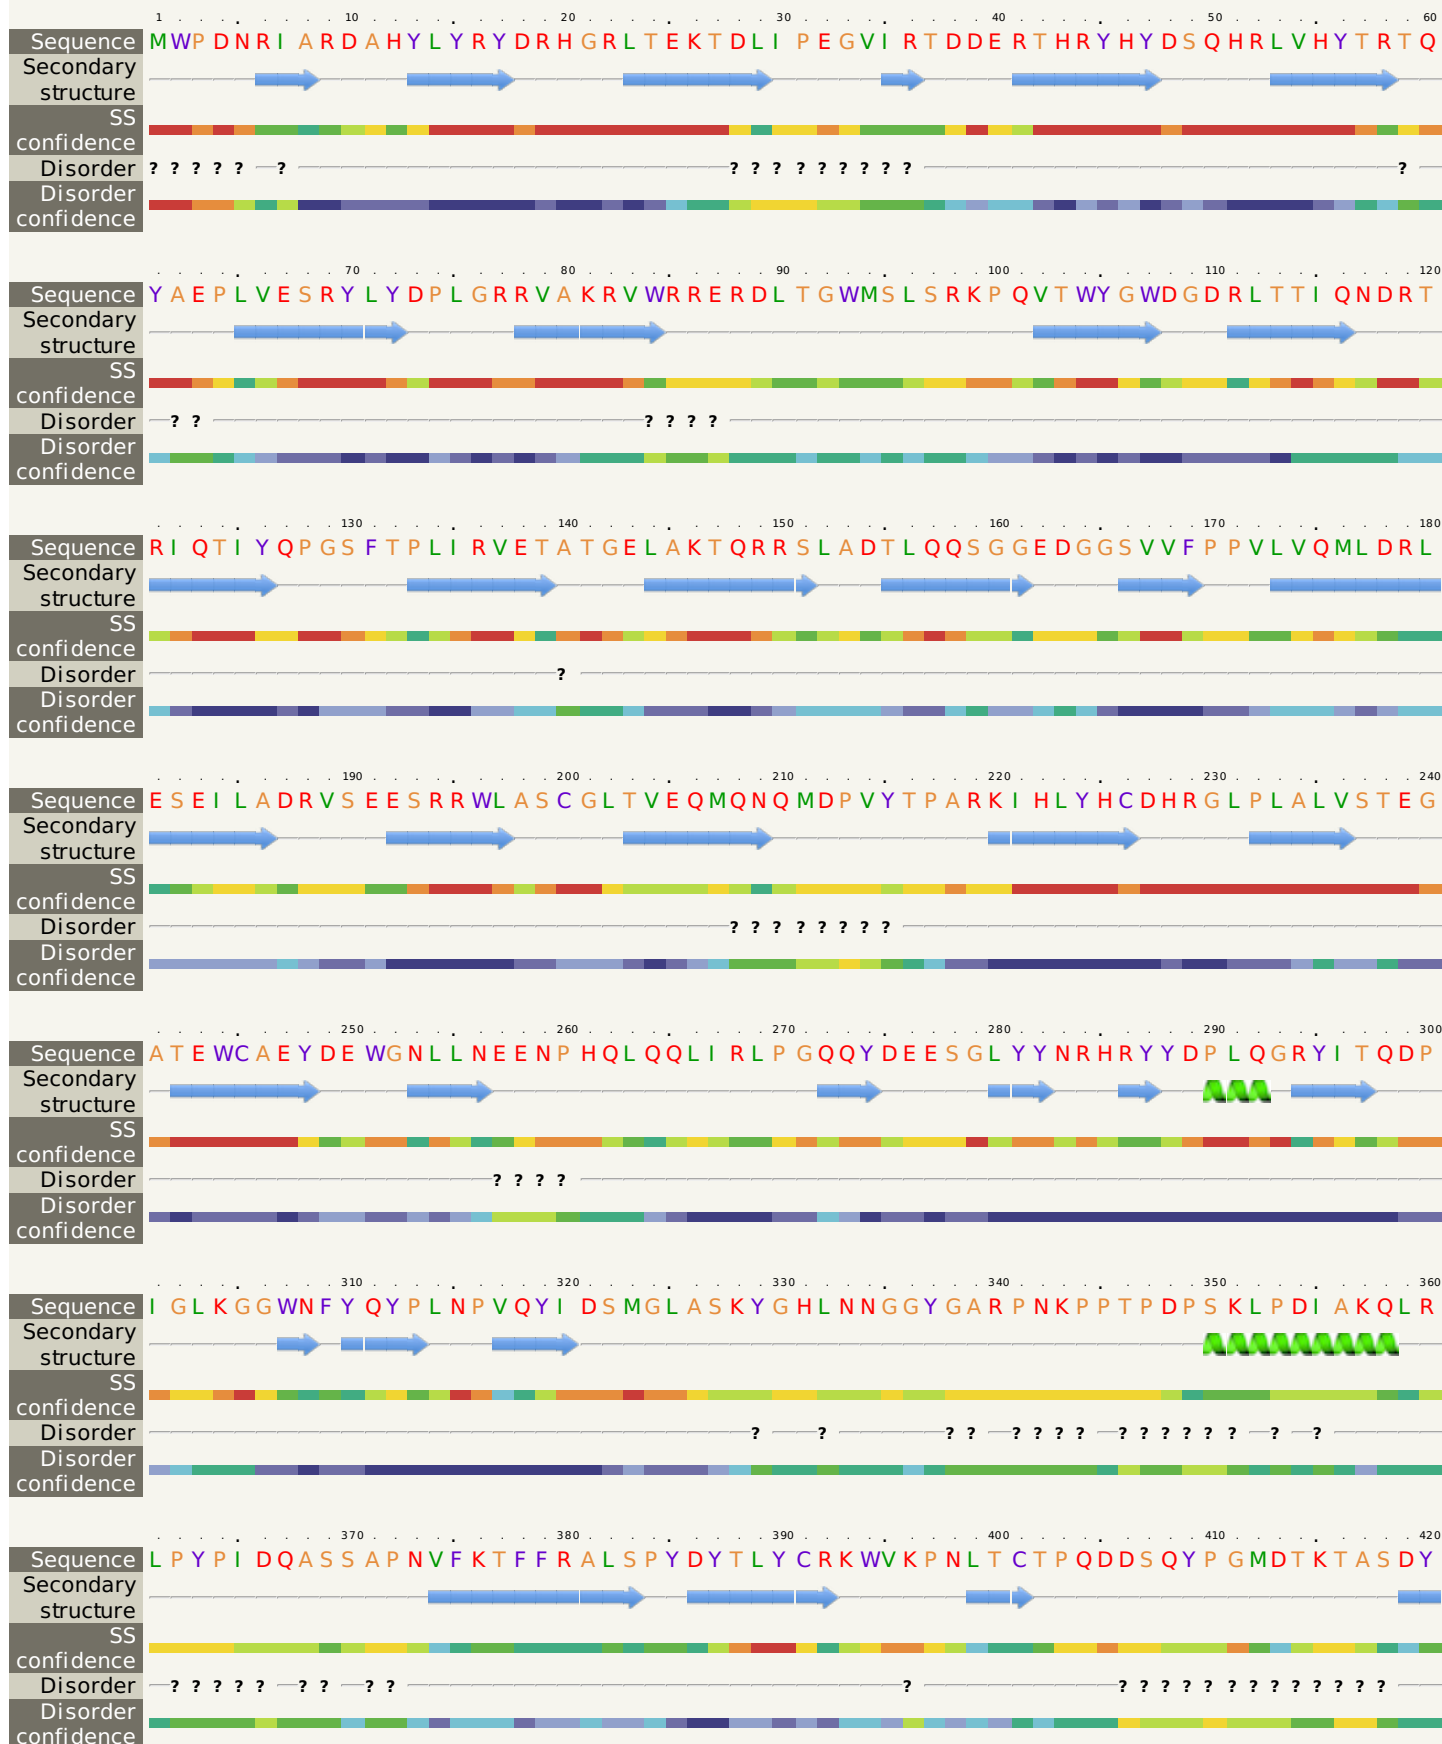 1 10 20 30 40 50 60
Sequence MWPDNRIARDAHYLYRYDRHGRLTEKTDLIPEGVIRTDDERTHRYHYDSQHRLVHYTRTQ
Secondary
structure
SS
confidence
Disorder ? ? ? ? ? ? ? ? ? ? ? ? ? ? ? ?
Disorder
confidence
70 80 90 100 110 120
Sequence YAEPLVESRYLYDPLGRRVAKRVWRRERDLTGWMSLSRKPQVTWYGWDGDRLTTIQNDRT
Secondary
structure
SS
confidence
Disorder ? ? ? ? ? ?
Disorder
confidence
130 140 150 160 170 180
Sequence RIQTIYQPGSFTPLIRVETATGELAKTQRRSLADTLQQSGGEDGGSVVFPPVLVQMLDRL
Secondary
structure
SS
confidence
Disorder ?
Disorder
confidence
190 200 210 220 230 240
Sequence ESEILADRVSEESRRWLASCGLTVEQMQNQMDPVYTPARKIHLYHCDHRGLPLALVSTEG
Secondary
structure
SS
confidence
Disorder ? ? ? ? ? ? ? ?
Disorder
confidence
250 260 270 280 290 300
Sequence ATEWCAEYDEWGNLLNEENPHQLQQLIRLPGQQYDEESGLYYNRHRYYDPLQGRYITQDP
Secondary
structure
SS
confidence
Disorder ? ? ? ?
Disorder
confidence
310 320 330 340 350 360
Sequence IGLKGGWNFYQYPLNPVQYIDSMGLASKYGHLNNGGYGARPNKPPTPDPSKLPDIAKQLR
Secondary
structure
SS
confidence
Disorder ? ? ? ? ? ? ? ? ? ? ? ? ? ? ? ?
Disorder
confidence
370 380 390 400 410 420
Sequence LPYPIDQASSAPNVFKTFFRALSPYDYTLYCRKWVKPNLTCTPQDDSQYPGMDTKTASDY
Secondary
structure
SS
confidence
Disorder ? ? ? ? ? ? ? ? ? ? ? ? ? ? ? ? ? ? ? ? ? ? ?
Disorder
confidence